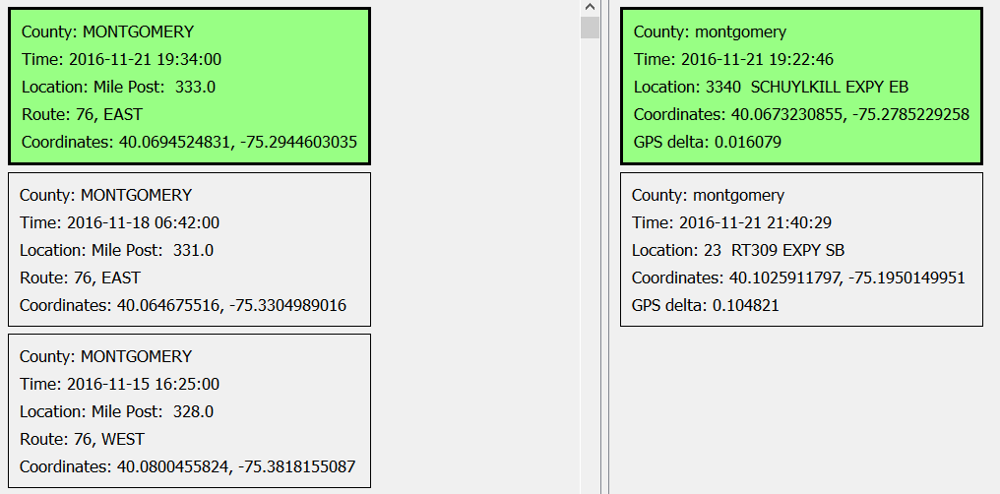 County: MONTGOMERY
Time: 2016-11-21 19:34:00
Location: Mile Post:  333.0
Route: 76, EAST
Coordinates: 40.0694524831, -75.2944603035
County: MONTGOMERY
Time: 2016-11-18 06:42:00
Location: Mile Post:  331.0
Route: 76, EAST
Coordinates: 40.064675516, -75.3304989016
County: MONTGOMERY
Time: 2016-11-15 16:25:00
Location: Mile Post:  328.0
Route: 76, WEST
Coordinates: 40.0800455824, -75.3818155087
County: montgomery
Time: 2016-11-21 19:22:46
Location: 3340  SCHUYLKILL EXPY EB
Coordinates: 40.0673230855, -75.2785229258
GPS delta: 0.016079
County: montgomery
Time: 2016-11-21 21:40:29
Location: 23  RT309 EXPY SB
Coordinates: 40.1025911797, -75.1950149951
GPS delta: 0.104821